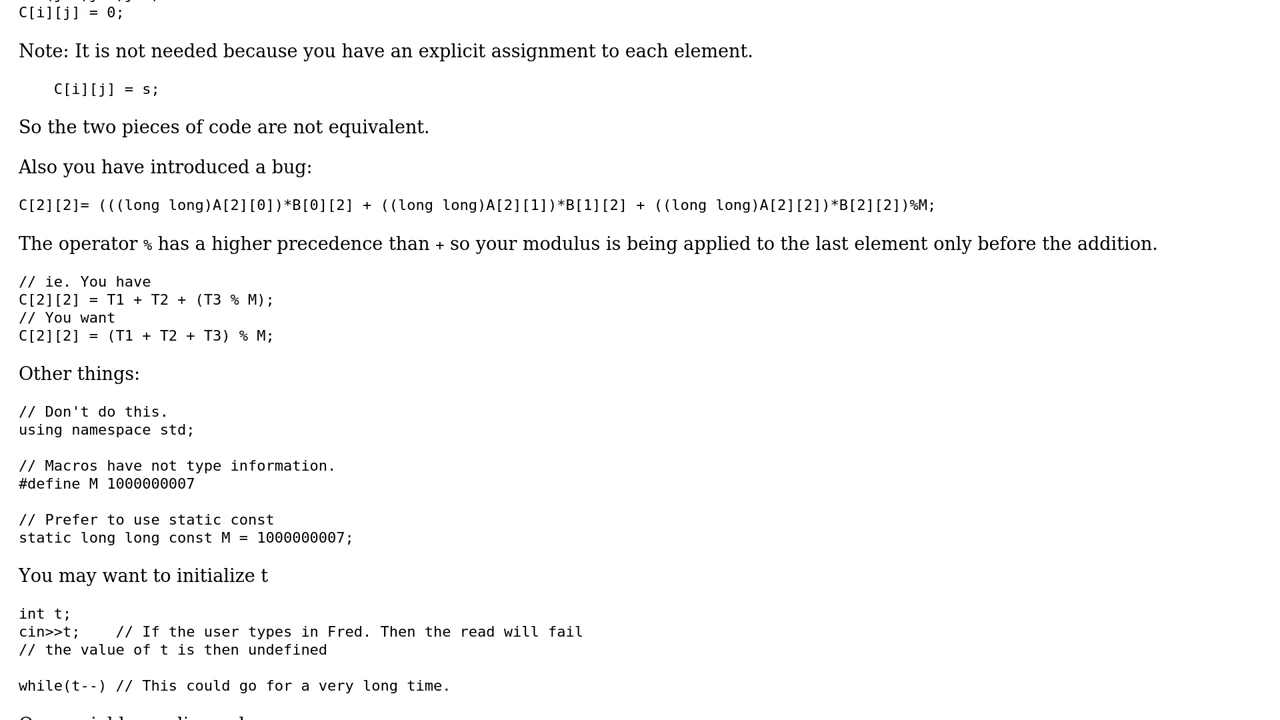 C[i][j] = 0;
Note: It is not needed because you have an explicit assignment to each element.
C[i][j] = s;
So the two pieces of code are not equivalent.
Also you have introduced a bug:
C[2][2]= (((long long)A[2][0])*B[0][2] + ((long long)A[2][1])*B[1][2] + ((long long)A[2][2])*B[2][2])%M;
The operator % has a higher precedence than + so your modulus is being applied to the last element only before the addition.
// ie. You have
C[2][2] = T1 + T2 + (T3 % M);
// You want
C[2][2] = (T1 + T2 + T3) % M;
Other things:
// Don't do this.
using namespace std;
// Macros have not type information.
#define M 1000000007
// Prefer to use static const
static long long const M = 1000000007;
You may want to initialize t
int t;
cin>>t;    // If the user types in Fred. Then the read will fail
// the value of t is then undefined
while(t--) // This could go for a very long time.